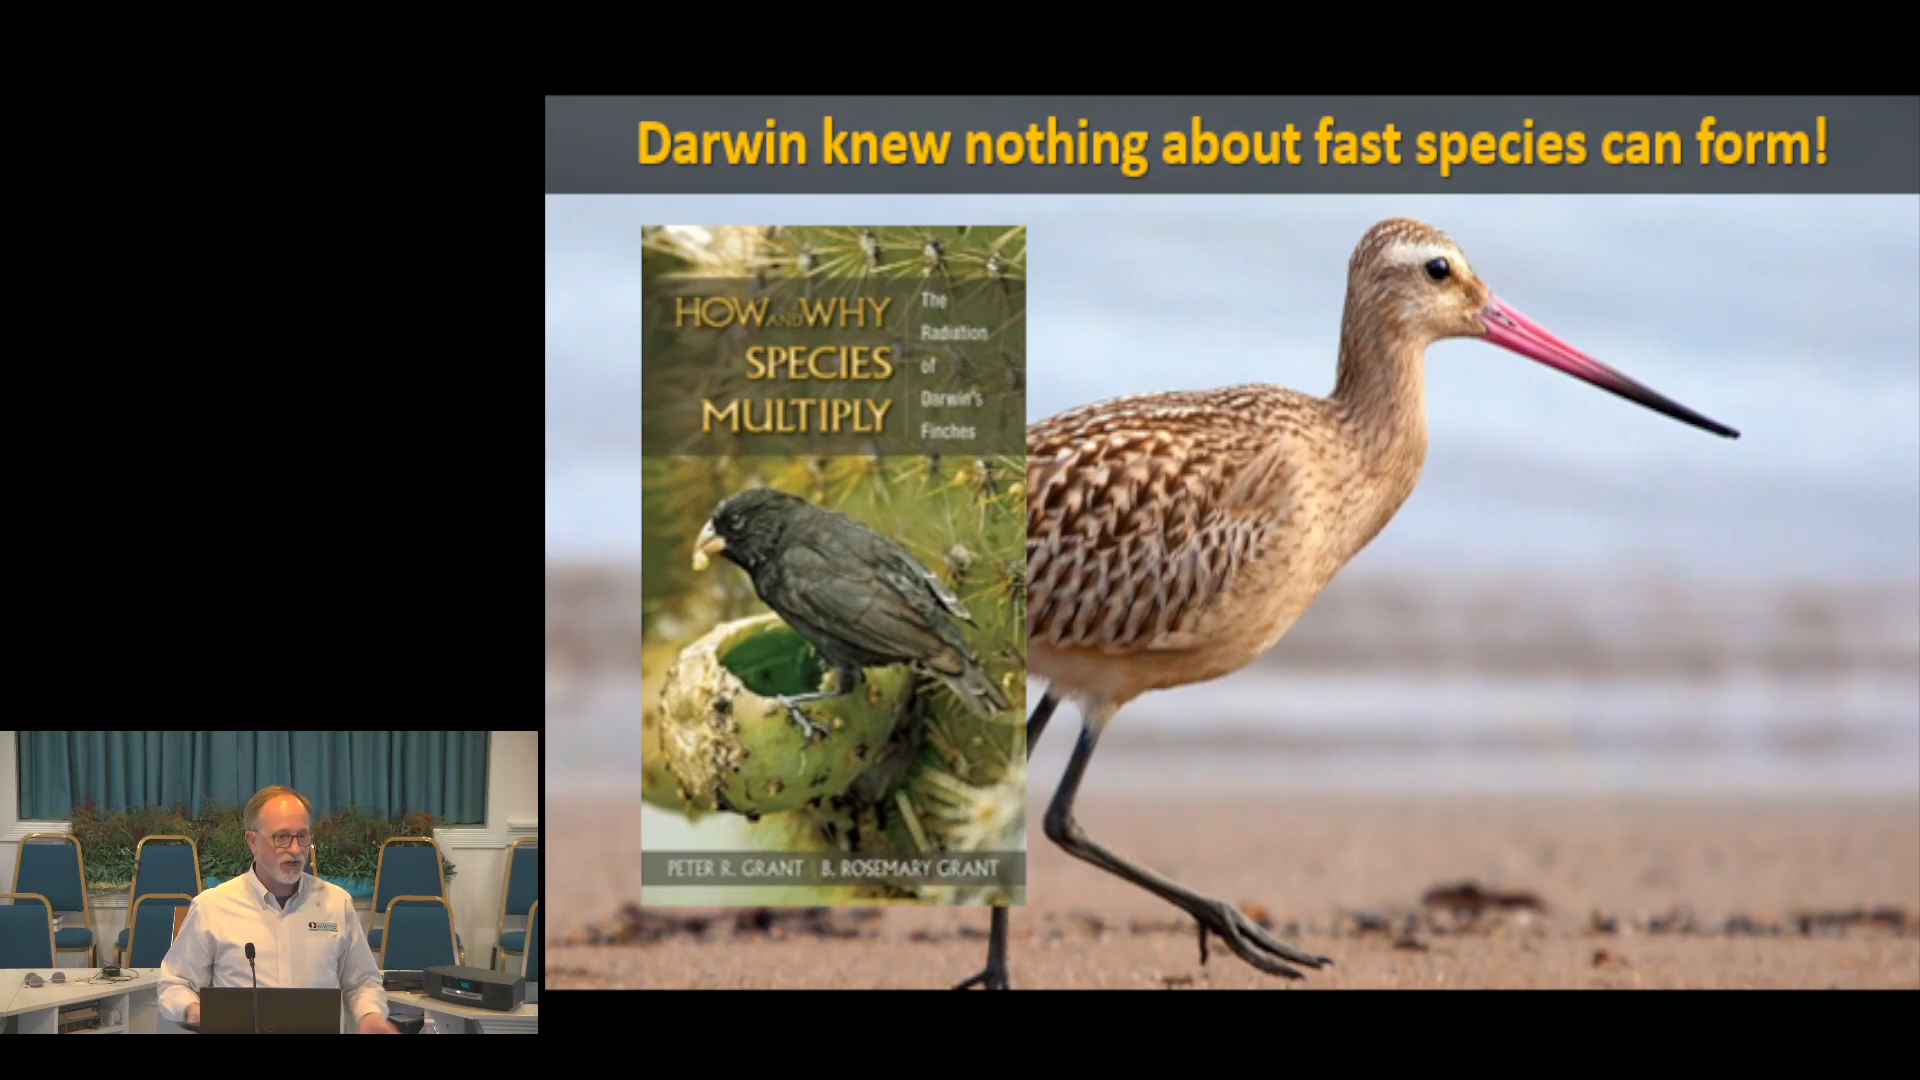 Darwin knew nothing about fast species can form!
HOW AND WHY
SPECIES
MULTIPLY
The
Radiation
of
Darwin's
Finches
PETER R. GRANT B. ROSEMARY GRANT